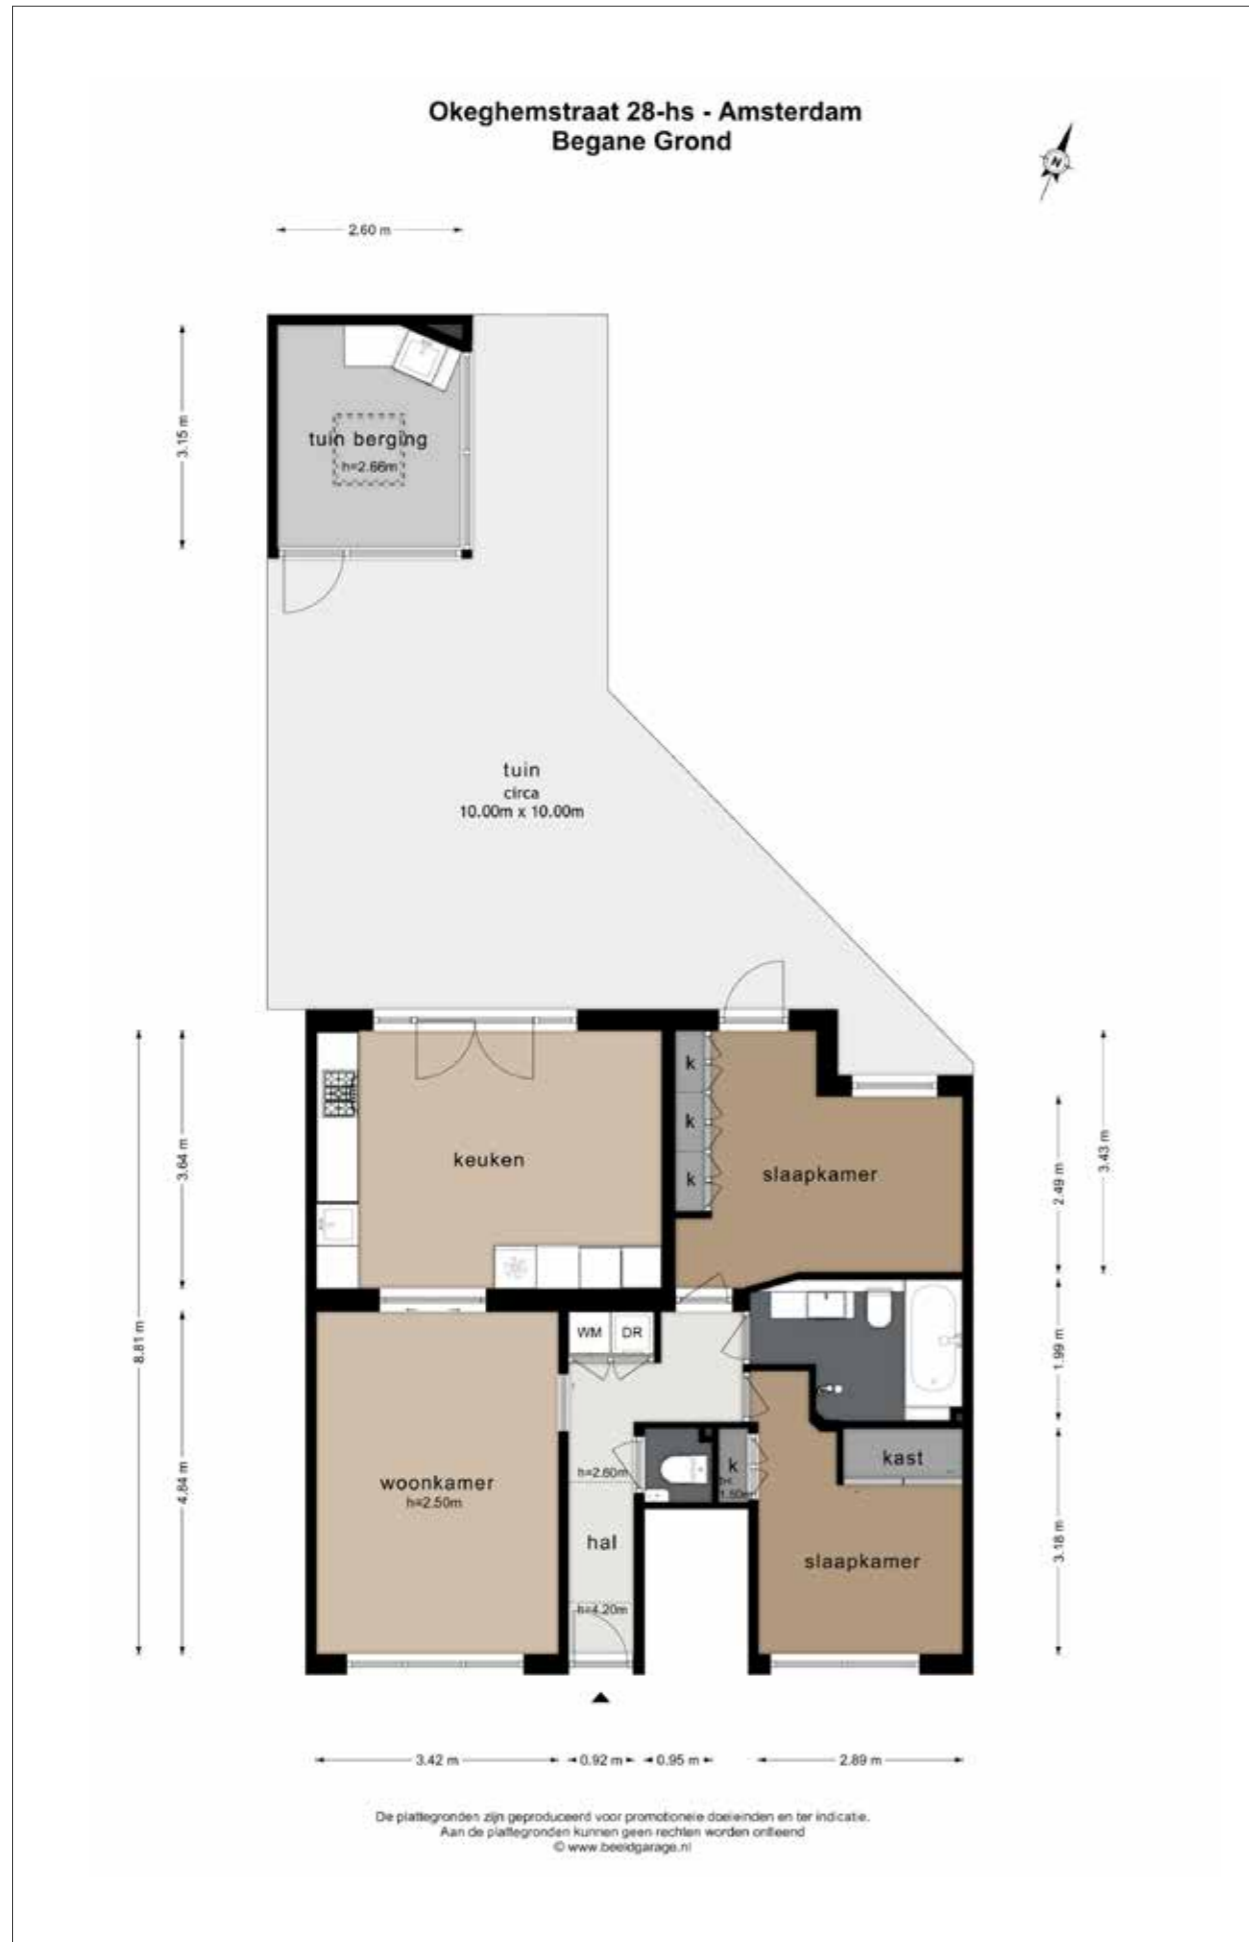 Okeghemstraat 28-hs - Amsterdam
Begane Grond
N
2.60 m
3.15 m
tuin berging
h=2.66m
tuin
circa
10.00m x 10.00m
k
k
k
keuken
slaapkamer
3.64 m
2.49 m
3.43 m
8.81 m
WM
DR
1.99 m
4.84 m
woonkamer
h=2.50m
h=2.60m
k
h<
1.50m
kast
hal
slaapkamer
3.18 m
h=4.20m
3.42 m
0.92 m
0.95 m
2.89 m
De plattegronden zijn geproduceerd voor promotionele doeleinden en ter indicatie.
Aan de plattegronden kunnen geen rechten worden ontleend
© www.beeldgarage.nl